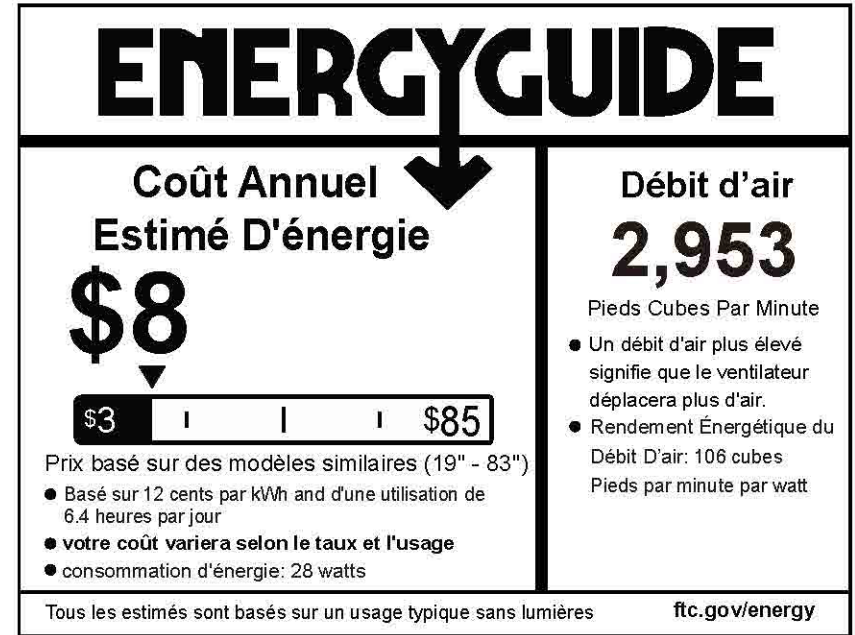 ENERGYGUIDE
Coût Annuel
Estimé D'énergie
$8
$3
$85
Prix basé sur des modèles similaires (19" - 83")
● Basé sur 12 cents par kWh and d'une utilisation de
6.4 heures par jour
● votre coût variera selon le taux et l'usage
● consommation d'énergie: 28 watts
Débit d’air
2,953
Pieds Cubes Par Minute
● Un débit d'air plus élevé
signifie que le ventilateur
déplacera plus d'air.
● Rendement Énergétique du
Débit D’air: 106 cubes
Pieds par minute par watt
Tous les estimés sont basés sur un usage typique sans lumières
ftc.gov/energy